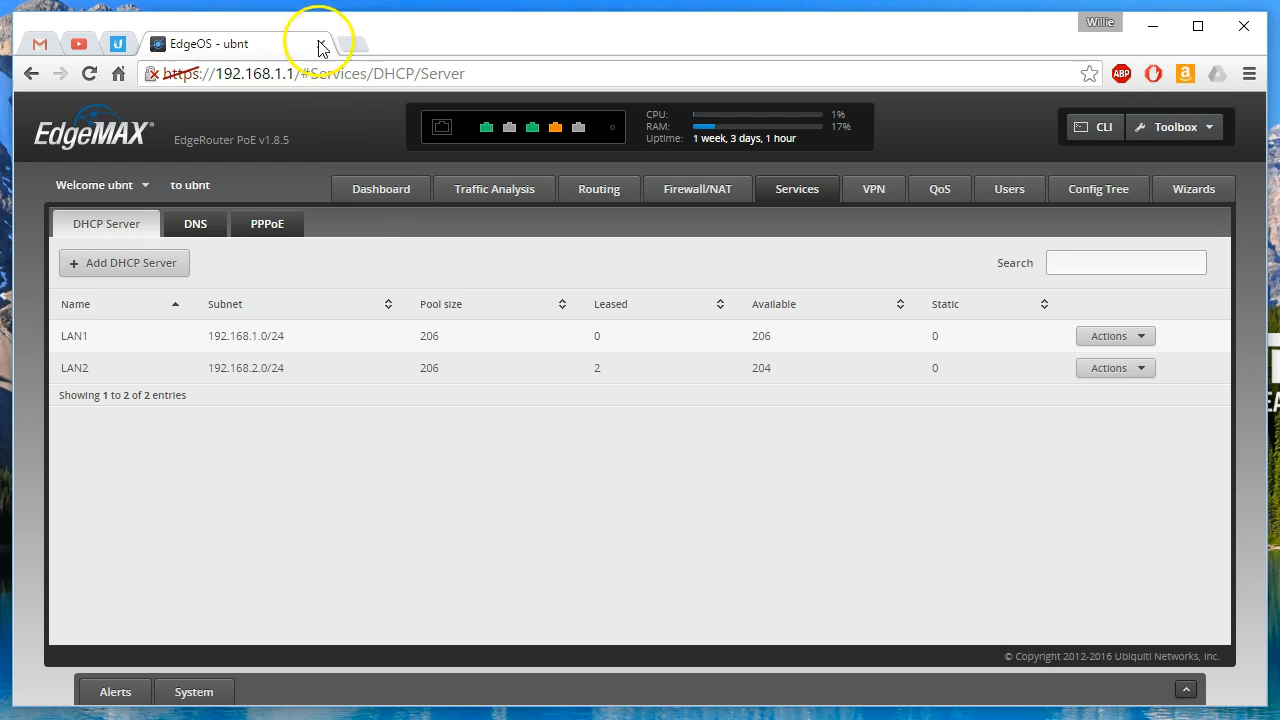 Willie
EdgeOS - ubnt
https://192.168.1.1/#Services/DHCP/Server
ABP
EdgeMAX®
EdgeRouter PoE v1.8.5
CPU: 1%
RAM: 17%
Uptime: 1 week, 3 days, 1 hour
CLI
Toolbox
Welcome ubnt to ubnt
Dashboard Traffic Analysis Routing Firewall/NAT Services VPN QoS Users Config Tree Wizards
DHCP Server DNS PPPoE
+ Add DHCP Server
Search
Name Subnet Pool size Leased Available Static
LAN1 192.168.1.0/24 206 0 206 0 Actions
LAN2 192.168.2.0/24 206 2 204 0 Actions
Showing 1 to 2 of 2 entries
© Copyright 2012-2016 Ubiquiti Networks, Inc.
Alerts System